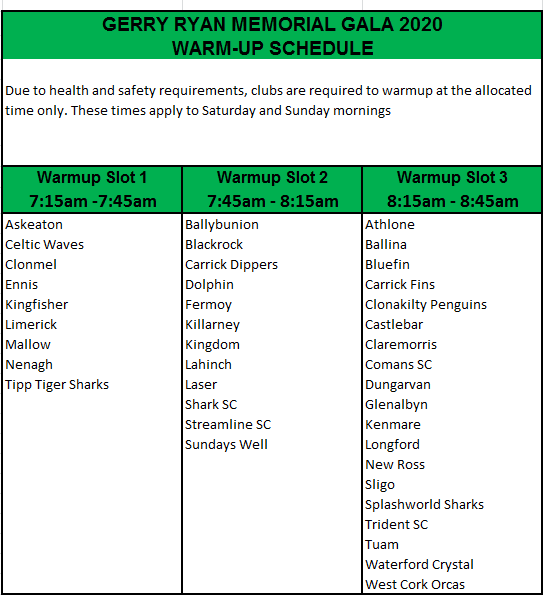 GERRY RYAN MEMORIAL GALA 2020
WARM-UP SCHEDULE
Due to health and safety requirements, clubs are required to warmup at the allocated
time only. These times apply to Saturday and Sunday mornings
Warmup Slot 1
7:15am -7:45am
Askeaton
Celtic Waves
Clonmel
Ennis
Kingfisher
Limerick
Mallow
Nenagh
Tipp Tiger Sharks
Warmup Slot 2
7:45am - 8:15am
Ballybunion
Blackrock
Carrick Dippers
Dolphin
Fermoy
Killarney
Kingdom
Lahinch
Laser
Shark SC
Streamline SC
Sundays Well
Warmup Slot 3
8:15am - 8:45am
Athlone
Ballina
Bluefin
Carrick Fins
Clonakilty Penguins
Castlebar
Claremorris
Comans SC
Dungarvan
Glenalbyn
Kenmare
Longford
New Ross
Sligo
Splashworld Sharks
Trident SC
Tuam
Waterford Crystal
West Cork Orcas